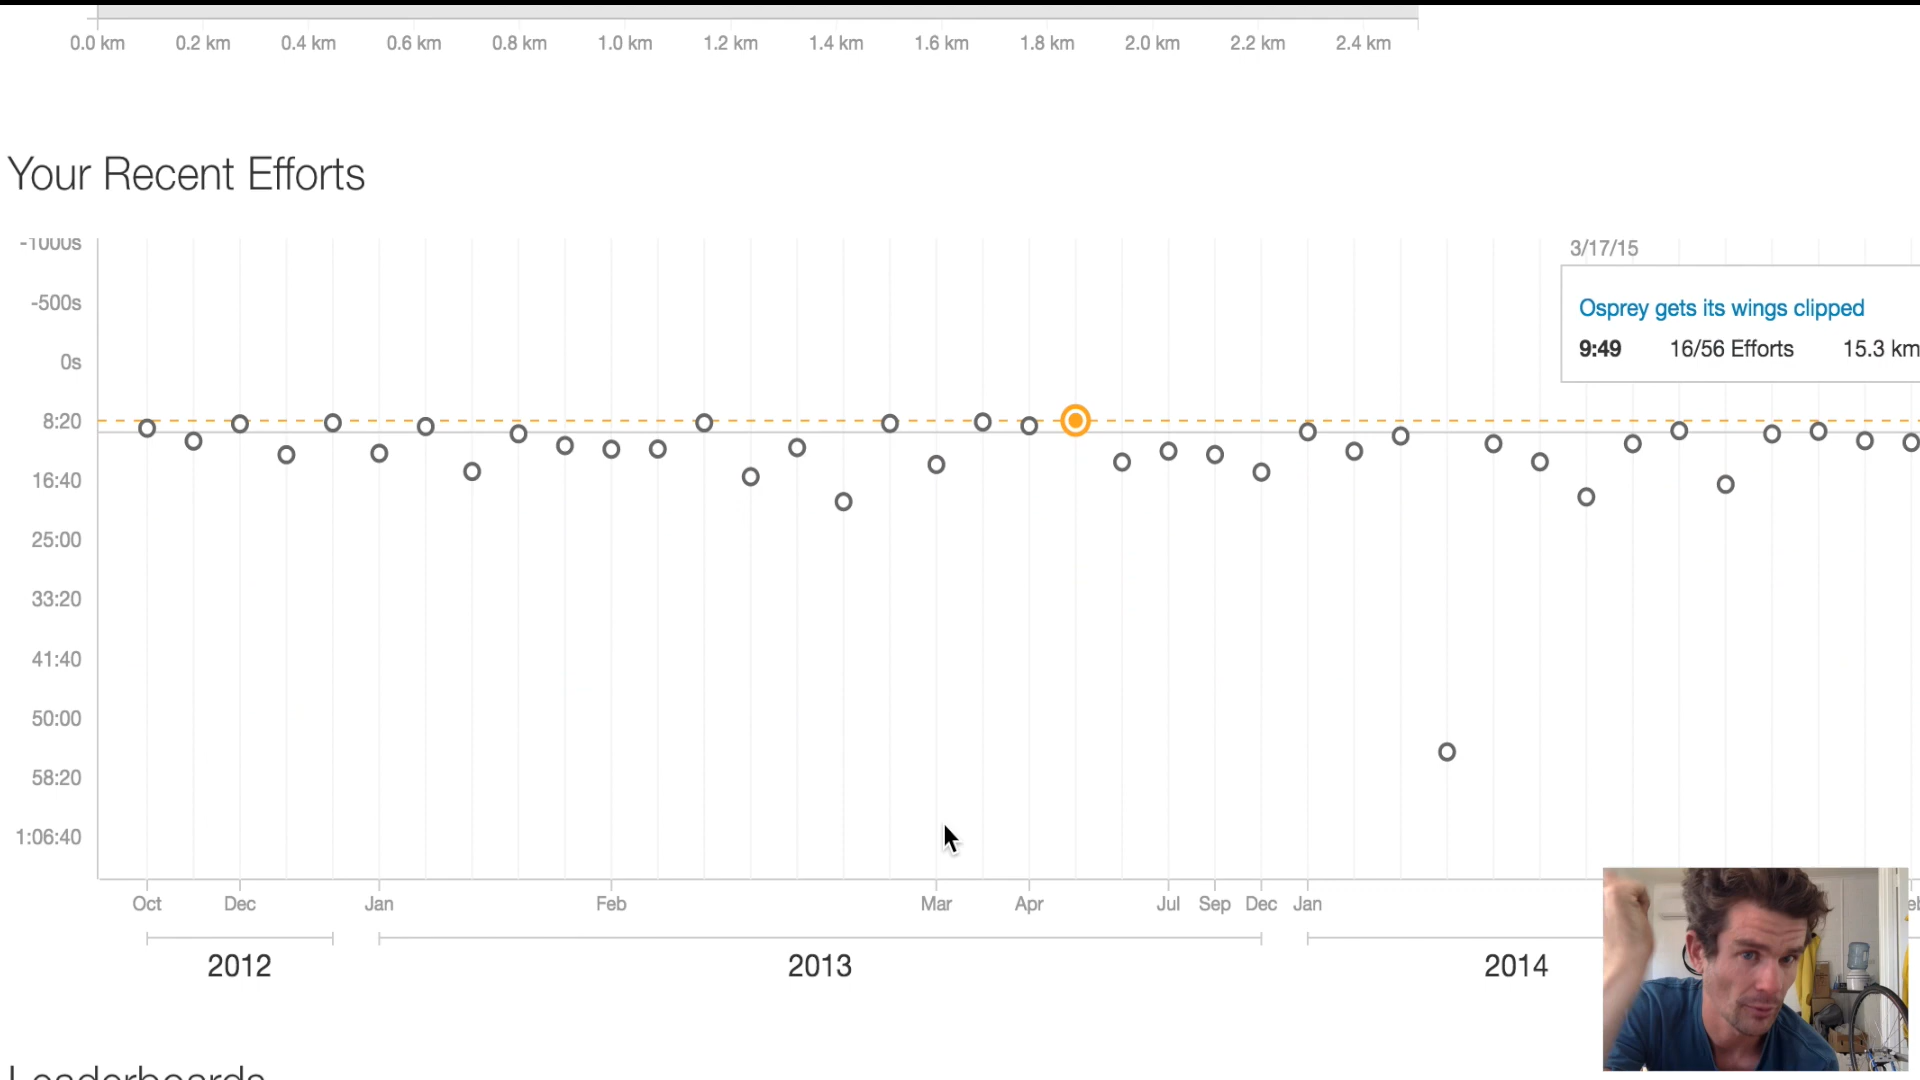 0.0 km 0.2 km 0.4 km 0.6 km 0.8 km 1.0 km 1.2 km 1.4 km 1.6 km 1.8 km 2.0 km 2.2 km 2.4 km
Your Recent Efforts
-1000s
3/17/15
-500s
Osprey gets its wings clipped
9:49 16/56 Efforts 15.3 km
0s
8:20
16:40
25:00
33:20
41:40
50:00
58:20
1:06:40
Oct Dec Jan Feb Mar Apr Jul Sep Dec Jan
2012 2013 2014
Leaderboards